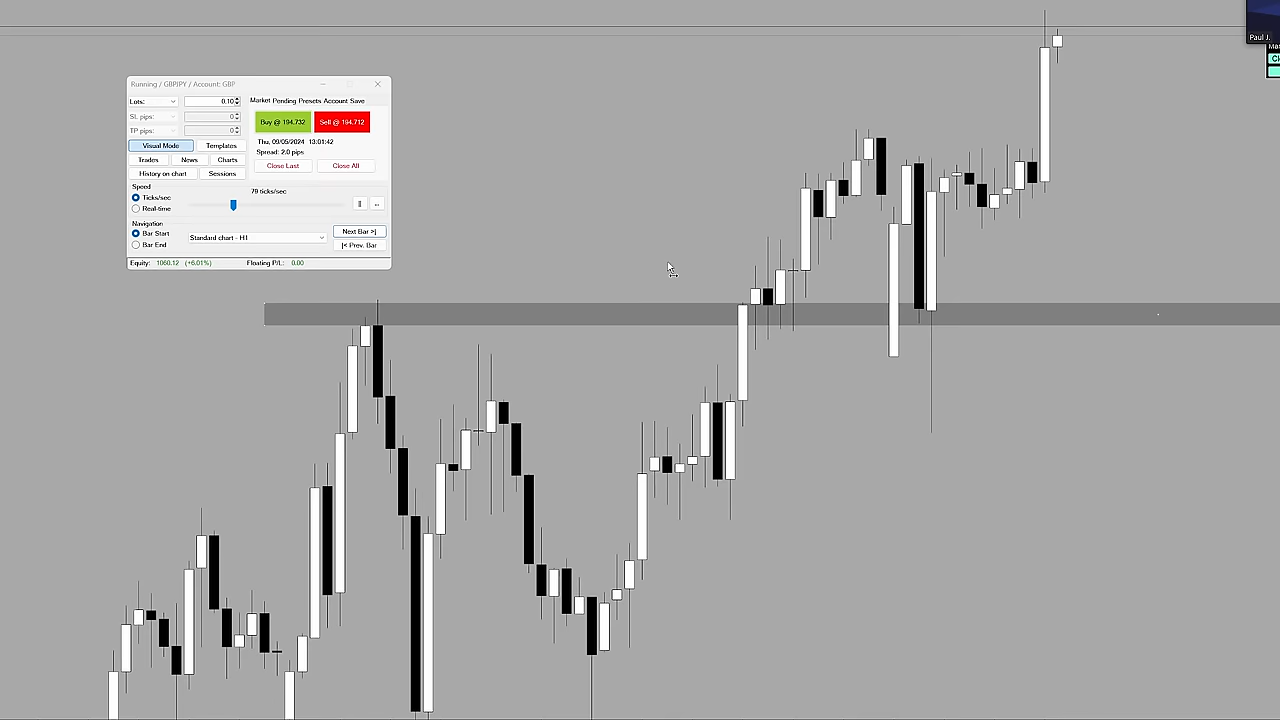 Paul J.
Running / GBPJPY / Account: GBP
Lots: 0.10
Market Pending Presets Account Save
SL pips: 0
Buy @ 194.732 Sell @ 194.712
TP pips: 0
Visual Mode Templates
Thu, 09/05/2024 13:01:42
Spread: 2.0 pips
Trades News Charts
Close Last Close All
History on chart Sessions
Speed
79 ticks/sec
Ticks/sec
Real-time
Navigation
Bar Start
Next Bar >|
Standard chart - H1
Bar End
|< Prev. Bar
Equity: 1060.12 (+6.01%) Floating P/L: 0.00